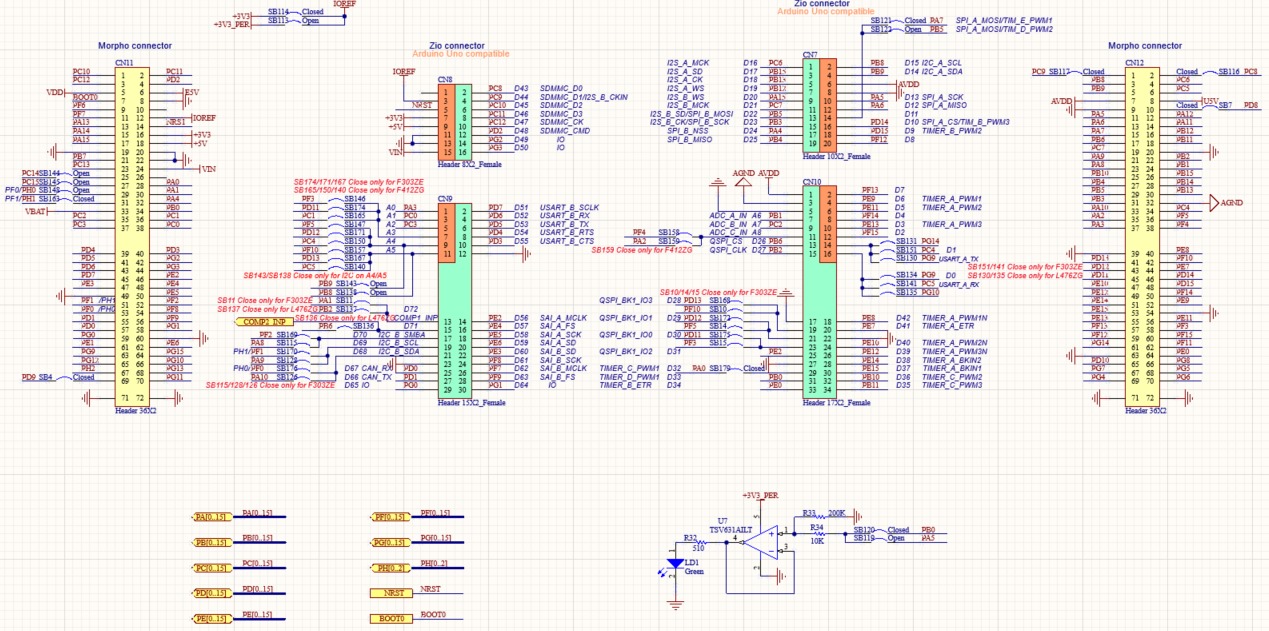 IOREF
+3V3 SB114 Closed
+3V3_PER SB113 Open
Zio connector
Arduino Uno compatible
SB121 Closed PA7 SPI_A_MOSI/TIM_E_PWM1
SB122 Open PB5 SPI_A_MOSI/TIM_D_PWM2
Morpho connector
CN11
PC10 1 2 PC11
PC12 3 4 PD2
VDD 5 6 E5V
BOOT0 7 8
PF6 9 10
PF7 11 12 IOREF
PA13 13 14 NRST
PA14 15 16 +3V3
PA15 17 18 +5V
19 20
PB7 21 22
PC13 23 24 VIN
SB144 Open 25 26
Open 27 28 PA0
PF0/PH0 SB148 Open 29 30 PA1
PF1/PH1 Closed 31 32 PA4
VBAT 33 34 PB0
PC2 35 36 PC1
PC3 37 38 PC0
PD4 39 40 PD3
PD5 41 42 PG2
PD6 43 44 PG3
PD7 45 46 PE2
PE3 47 48 PE4
49 50 PE5
PF1 51 52 PF2
PF0 53 54 PF8
PD1 55 56 PF9
PD0 57 58 PG1
PG0 59 60
PE1 61 62 PE6
PG9 63 64 PG15
PG12 65 66 PG10
PH2 67 68 PG13
PD9 SB4 Closed 69 70 PG11
71 72
Header 36X2
Zio connector
Arduino Uno compatible
CN8
IOREF
NRST
+3V3
+5V
VIN
1 2 PC8 D43 SDMMC_D0
3 4 PC9 D44 SDMMC_D1/I2S_B_CKIN
5 6 PC10 D45 SDMMC_D2
7 8 PC11 D46 SDMMC_D3
9 10 PC12 D47 SDMMC_CK
11 12 PD2 D48 SDMMC_CMD
13 14 PG2 D49 IO
15 16 PG3 D50 IO
Header 8X2_Female
SB174/171/167 Close only for F303ZE
SB165/150/140 Close only for F412ZG
CN9
PF3 SB146
PD11 SB174 A0 PA3 1 2 PD7 D51 USART_B_SCLK
PC1 SB165 A1 PC0 3 4 PD6 D52 USART_B_RX
PF5 SB147 A2 PC3 5 6 PD5 D53 USART_B_TX
PD12 SB171 A3 7 8 PD4 D54 USART_B_RTS
PC4 SB150 A4 9 10 PD3 D55 USART_B_CTS
PF10 SB157 A5 11 12
PD13 SB167
PC5 SB140
SB143/SB138 Close only for I2C on A4/A5
PB9 SB143 Open
PB8 SB138 Open
SB11 Close only for F303ZE PA1 SB11
SB137 Close only for L476ZG PB2 SB137 D72
SB136 Close only for L476ZG COMP1_INP
COMP2_INP PB6 SB136 D71
PF2 SB169 D70 I2C_B_SMBA
PA8 SB119 D69 I2C_B_SCL
PH1/PF1 SB170
PA9 SB128 D68 I2C_B_SDA
PH0/PF0 SB176 D67 CAN_RX PD0
PA10 SB126 D66 CAN_TX PD1
SB115/128/126 Close only for F303ZE D65 IO PG0
13 14 PE2 D56 SAI_A_MCLK
15 16 PE4 D57 SAI_A_FS
17 18 PE5 D58 SAI_A_SCK
19 20 PE6 D59 SAI_A_SD
21 22 PE3 D60 SAI_B_SD
23 24 PF8 D61 SAI_B_SCK
25 26 PF7 D62 SAI_B_MCLK
27 28 PF9 D63 SAI_B_FS
29 30 PG1 D64 IO
Header 15X2_Female
CN7
I2S_A_MCK D16 PC6 1 2 PB8 D15 I2C_A_SCL
I2S_A_SD D17 PB15 3 4 PB9 D14 I2C_A_SDA
I2S_A_CK D18 PB13 5 6 AVDD
I2S_A_WS D19 PB12 7 8
I2S_B_WS D20 PA15 9 10 PA5 D13 SPI_A_SCK
I2S_B_MCK D21 PC7 11 12 PA6 D12 SPI_A_MISO
I2S_B_SD/SPI_B_MOSI D22 PB5 13 14 D11
I2S_B_CK/SPI_B_SCK D23 PB3 15 16 PD14 D10 SPI_A_CS/TIM_B_PWM3
SPI_B_NSS D24 PA4 17 18 PD15 D9 TIMER_B_PWM2
SPI_B_MISO D25 PB4 19 20 PF12 D8
Header 10X2_Female
AGND AVDD
CN10
1 2 PF13 D7
3 4 PE9 D6 TIMER_A_PWM1
5 6 PE11 D5 TIMER_A_PWM2
ADC_A_IN A6 PB1 7 8 PF14 D4
ADC_B_IN A7 PC2 9 10 PE13 D3 TIMER_A_PWM3
PF4 SB158 ADC_C_IN A8 11 12 PF15 D2
PA2 SB159 QSPI_CS D26 PB6 13 14 SB131 PG14
SB159 Close only for F412ZG QSPI_CLK D27 PB2 15 16 SB151 PC4 D1
SB130 PG9 USART_A_TX
SB134 PG9 D0
SB141 PC5 USART_A_RX
SB135 PG10
SB151/141 Close only for F303ZE
SB130/135 Close only for L476ZG
SB10/14/15 Close only for F303ZE
QSPI_BK1_IO3 D28 PD13 SB168
PF10
QSPI_BK1_IO1 D29 PD12 SB173
PF5 SB14
QSPI_BK1_IO0 D30 PD11 SB175
PF3 SB15
QSPI_BK1_IO2 D31 PE2
TIMER_C_PWM1 D32 PA0 SB179 Closed
TIMER_D_PWM1 D33 PB0
TIMER_B_ETR D34 PE0
17 18 PE8 D42 TIMER_A_PWM1N
19 20 PE7 D41 TIMER_A_ETR
21 22
23 24 PE10 D40 TIMER_A_PWM2N
25 26 PE12 D39 TIMER_A_PWM3N
27 28 PE14 D38 TIMER_A_BKIN2
29 30 PE15 D37 TIMER_A_BKIN1
31 32 PB10 D36 TIMER_C_PWM2
33 34 PB11 D35 TIMER_C_PWM3
Header 17X2_Female
Morpho connector
CN12
PC9 SB117 Closed 1 2 Closed SB116 PC8
PB8 3 4 PC6
PB9 5 6 PC5
AVDD 7 8 U5V
9 10 Closed SB7 PD8
PA5 11 12 PA12
PA6 13 14 PA11
PA7 15 16 PB12
PB6 17 18 PB11
PC7 19 20
PA9 21 22 PB2
PA8 23 24 PB1
PB10 25 26 PB15
PB4 27 28 PB14
PB5 29 30 PB13
PB3 31 32 AGND
PA10 33 34 PC4
PA2 35 36 PF5
PA3 37 38 PF4
39 40 PE8
41 42 PF10
43 44 PE7
45 46 PD14
PE12 47 48 PD15
PE14 49 50 PF14
51 52 PE9
53 54
55 56
57 58
59 60
PG14 61 62
63 64 PE0
PD10 65 66 PG8
PG7 67 68 PG5
PG4 69 70 PG6
71 72
Header 36X2
PA[0..15] PA[0..15]
PB[0..15] PB[0..15]
PC[0..15] PC[0..15]
PD[0..15] PD[0..15]
PE[0..15] PE[0..15]
PF[0..15] PF[0..15]
PG[0..15] PG[0..15]
PH[0..2] PH[0..2]
NRST NRST
BOOT0 BOOT0
+3V3_PER
U7
TSV631AILT
R33 200K
R34
10K
SB120 Closed PB0
SB119 Open PA5
R32
510
LD1
Green